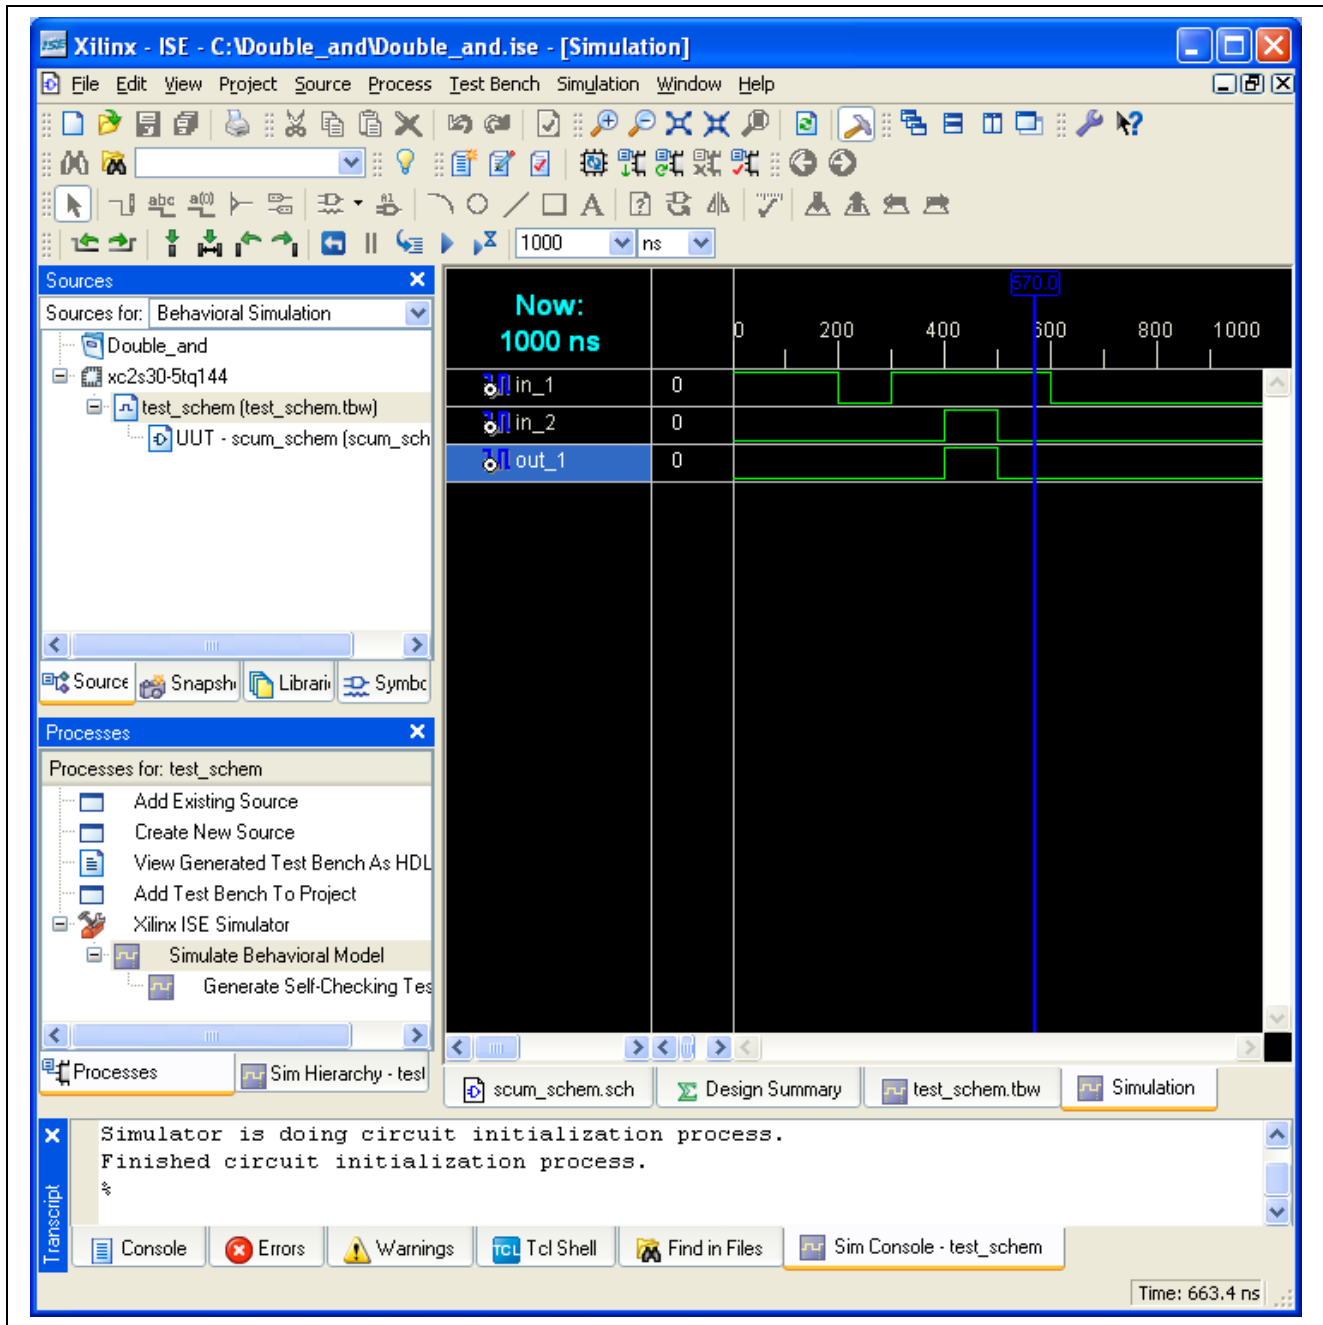 Xilinx - ISE - C:\Double_and\Double_and.ise - [Simulation]
File Edit View Project Source Process Test Bench Simulation Window Help
1000 ns
Sources
Sources for: Behavioral Simulation
Double_and
xc2s30-5tq144
test_schem (test_schem.tbw)
UUT - scum_schem (scum_sch
Source Snapsh Librari Symbc
Processes
Processes for: test_schem
Add Existing Source
Create New Source
View Generated Test Bench As HDL
Add Test Bench To Project
Xilinx ISE Simulator
Simulate Behavioral Model
Generate Self-Checking Tes
Processes Sim Hierarchy - test
Now:
1000 ns
570.0
0 200 400 600 800 1000
in_1 0
in_2 0
out_1 0
scum_schem.sch Design Summary test_schem.tbw Simulation
Transcript
Simulator is doing circuit initialization process.
Finished circuit initialization process.
%
Console Errors Warnings Tcl Shell Find in Files Sim Console - test_schem
Time: 663.4 ns